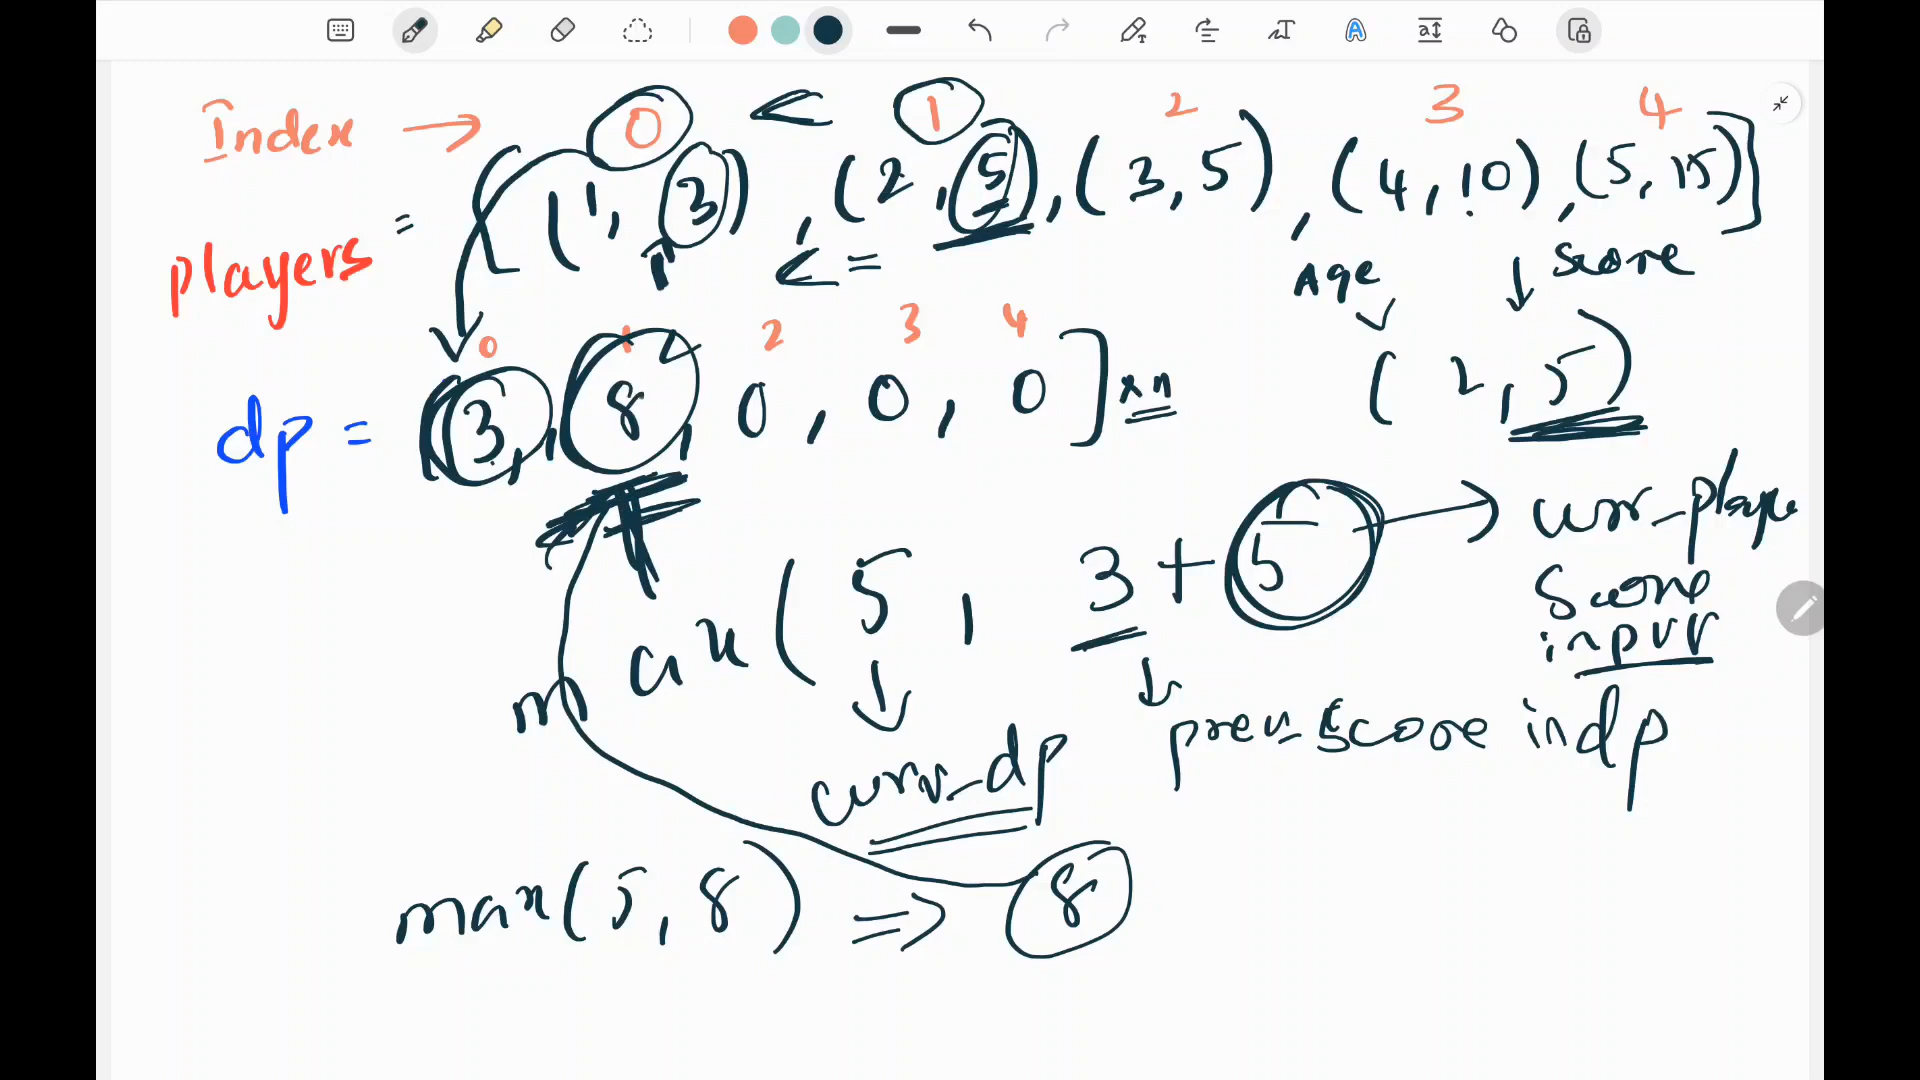 Index → 0 < 1 2 3 4
players = [(1, 3), (2, 5), (3, 5), (4, 10), (5, 15)]
<=
Age score
0 1 2 3 4
dp = [3, 8, 0, 0, 0] × n
(2, 5)
max(5, 3 + 5 → curr_player
score
input
curr_dp
prev score in dp
max(5, 8) => 8